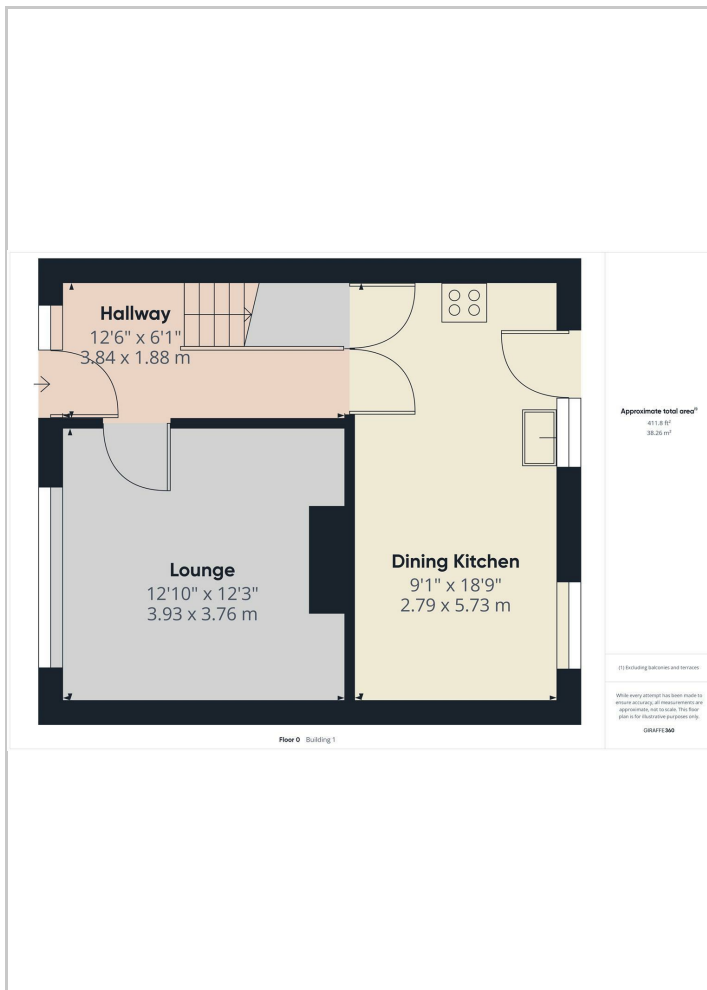 Hallway
12'6" x 6'1"
3.84 x 1.88 m
Lounge
12'10" x 12'3"
3.93 x 3.76 m
Dining Kitchen
9'1" x 18'9"
2.79 x 5.73 m
Floor 0 Building 1
Approximate total area⁽¹⁾
411.8 ft²
38.26 m²
(1) Excluding balconies and terraces
While every attempt has been made to
ensure accuracy, all measurements are
approximate, not to scale. This floor
plan is for illustrative purposes only.
GIRAFFE360